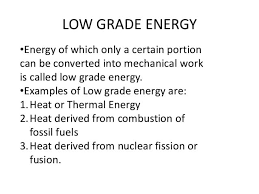 LOW GRADE ENERGY
•Energy of which only a certain portion
can be converted into mechanical work
is called low grade energy.
•Examples of Low grade energy are:
1. Heat or Thermal Energy
2. Heat derived from combustion of
fossil fuels
3. Heat derived from nuclear fission or
fusion.